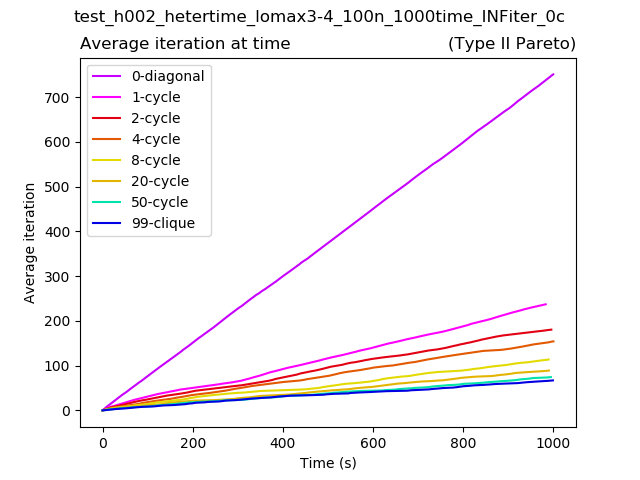 test_h002_hetertime_lomax3-4_100n_1000time_INFiter_0c
Average iteration at time (Type II Pareto)
0-diagonal
1-cycle
2-cycle
4-cycle
8-cycle
20-cycle
50-cycle
99-clique
Average iteration
700
600
500
400
300
200
100
0
0 200 400 600 800 1000
Time (s)